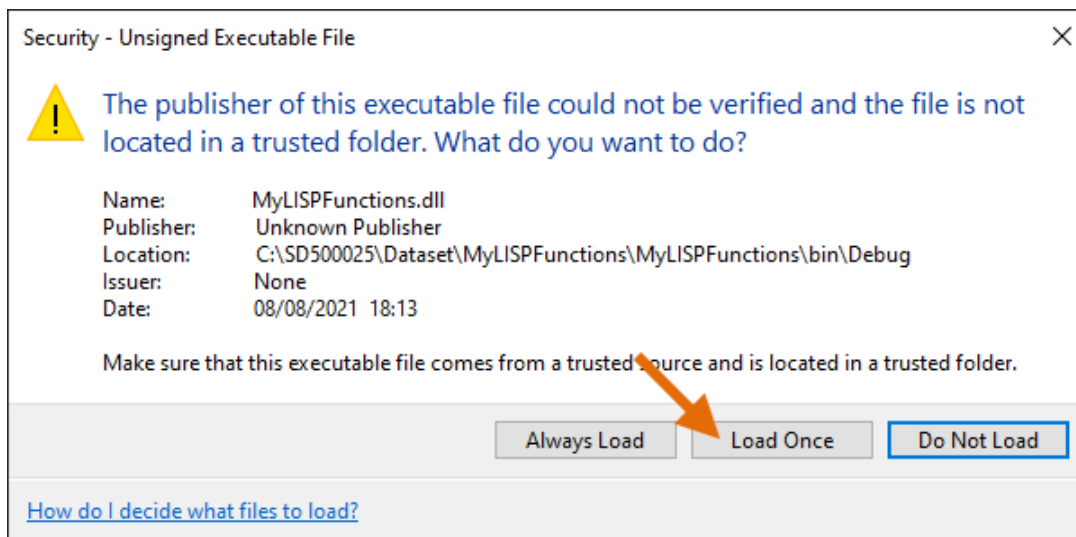 Security - Unsigned Executable File
The publisher of this executable file could not be verified and the file is not
located in a trusted folder. What do you want to do?
Name: MyLISPFunctions.dll
Publisher: Unknown Publisher
Location: C:\SD500025\Dataset\MyLISPFunctions\MyLISPFunctions\bin\Debug
Issuer: None
Date: 08/08/2021 18:13
Make sure that this executable file comes from a trusted source and is located in a trusted folder.
Always Load Load Once Do Not Load
How do I decide what files to load?